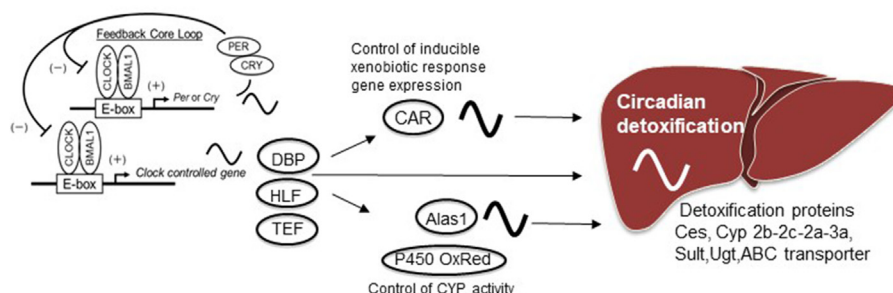 Feedback Core Loop
PER
CRY
(−)
CLOCK
BMAL1
(+)
E-box
Per or Cry
(−)
CLOCK
BMAL1
(+)
E-box
Clock controlled gene
DBP
HLF
TEF
Control of inducible
xenobiotic response
gene expression
CAR
Alas1
P450 OxRed
Control of CYP activity
Circadian
detoxification
Detoxification proteins
Ces, Cyp 2b-2c-2a-3a,
Sult,Ugt,ABC transporter